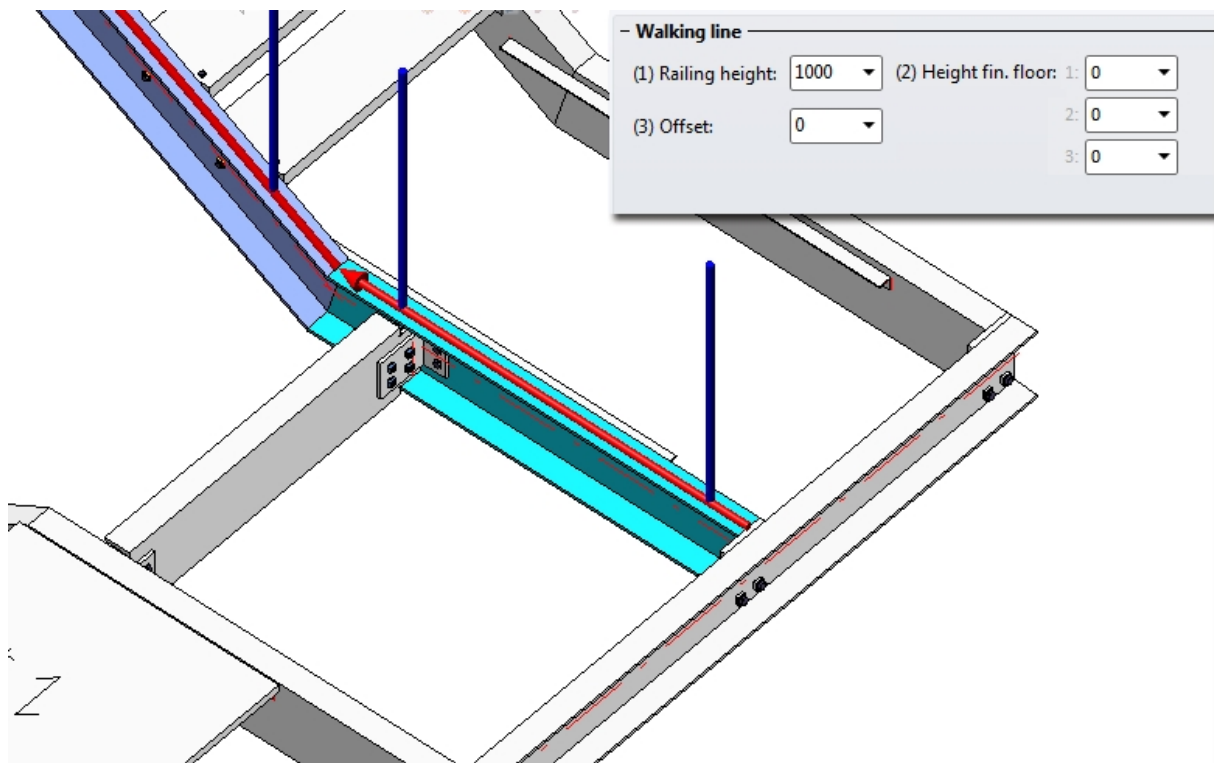 Walking line
(1) Railing height: 1000 (2) Height fin. floor: 1: 0
(3) Offset: 0 2: 0
3: 0
Z